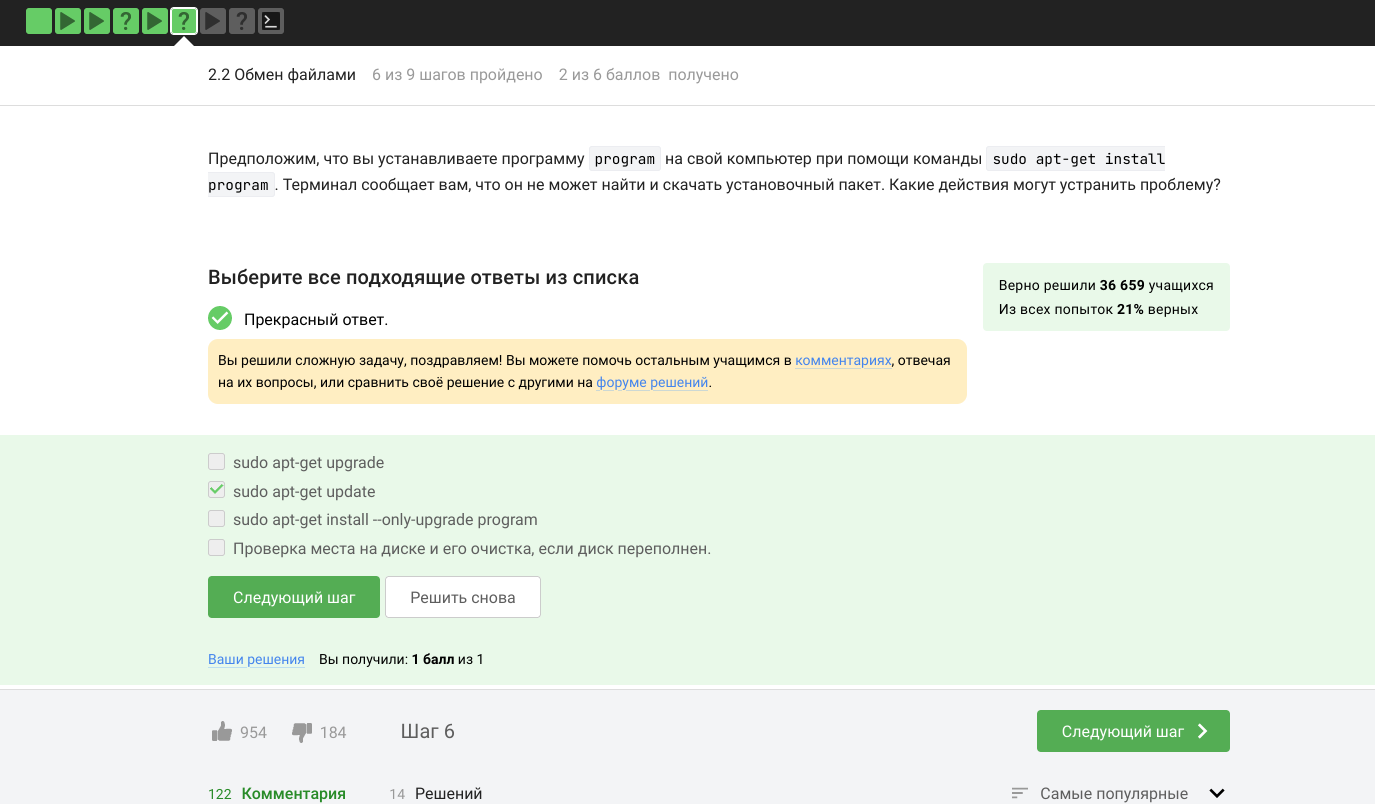 2.2 Обмен файлами 6 из 9 шагов пройдено 2 из 6 баллов получено
Предположим, что вы устанавливаете программу program на свой компьютер при помощи команды sudo apt-get install
program . Терминал сообщает вам, что он не может найти и скачать установочный пакет. Какие действия могут устранить проблему?
Выберите все подходящие ответы из списка
Верно решили 36 659 учащихся
Из всех попыток 21% верных
Прекрасный ответ.
Вы решили сложную задачу, поздравляем! Вы можете помочь остальным учащимся в комментариях, отвечая
на их вопросы, или сравнить своё решение с другими на форуме решений.
sudo apt-get upgrade
sudo apt-get update
sudo apt-get install --only-upgrade program
Проверка места на диске и его очистка, если диск переполнен.
Следующий шаг Решить снова
Ваши решения Вы получили: 1 балл из 1
954 184 Шаг 6 Следующий шаг
122 Комментария 14 Решений Самые популярные